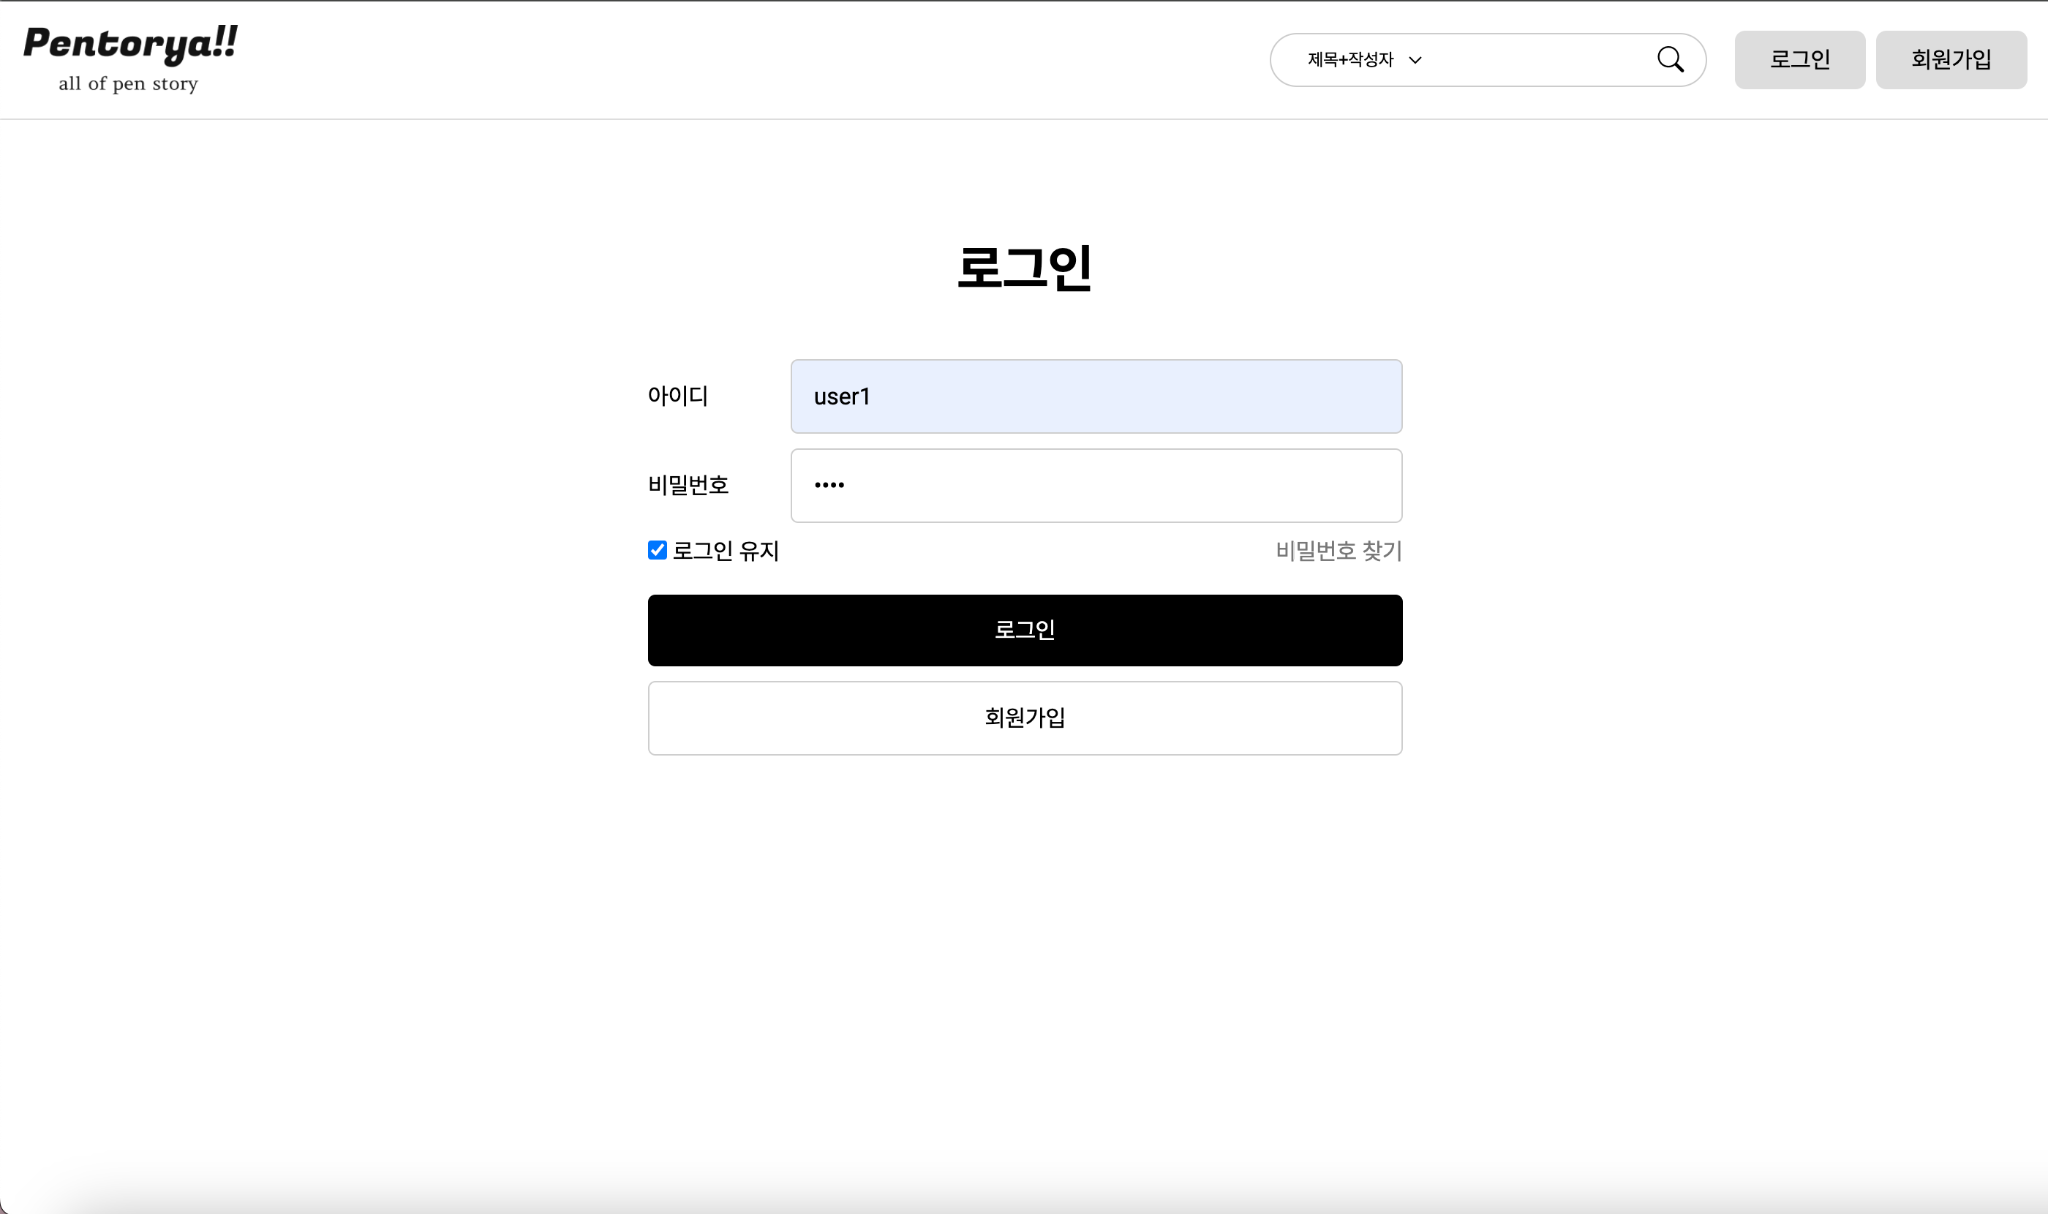 Pentorya!!
all of pen story
제목+작성자
로그인
회원가입
로그인
아이디
user1
비밀번호
••••
로그인 유지
비밀번호 찾기
로그인
회원가입